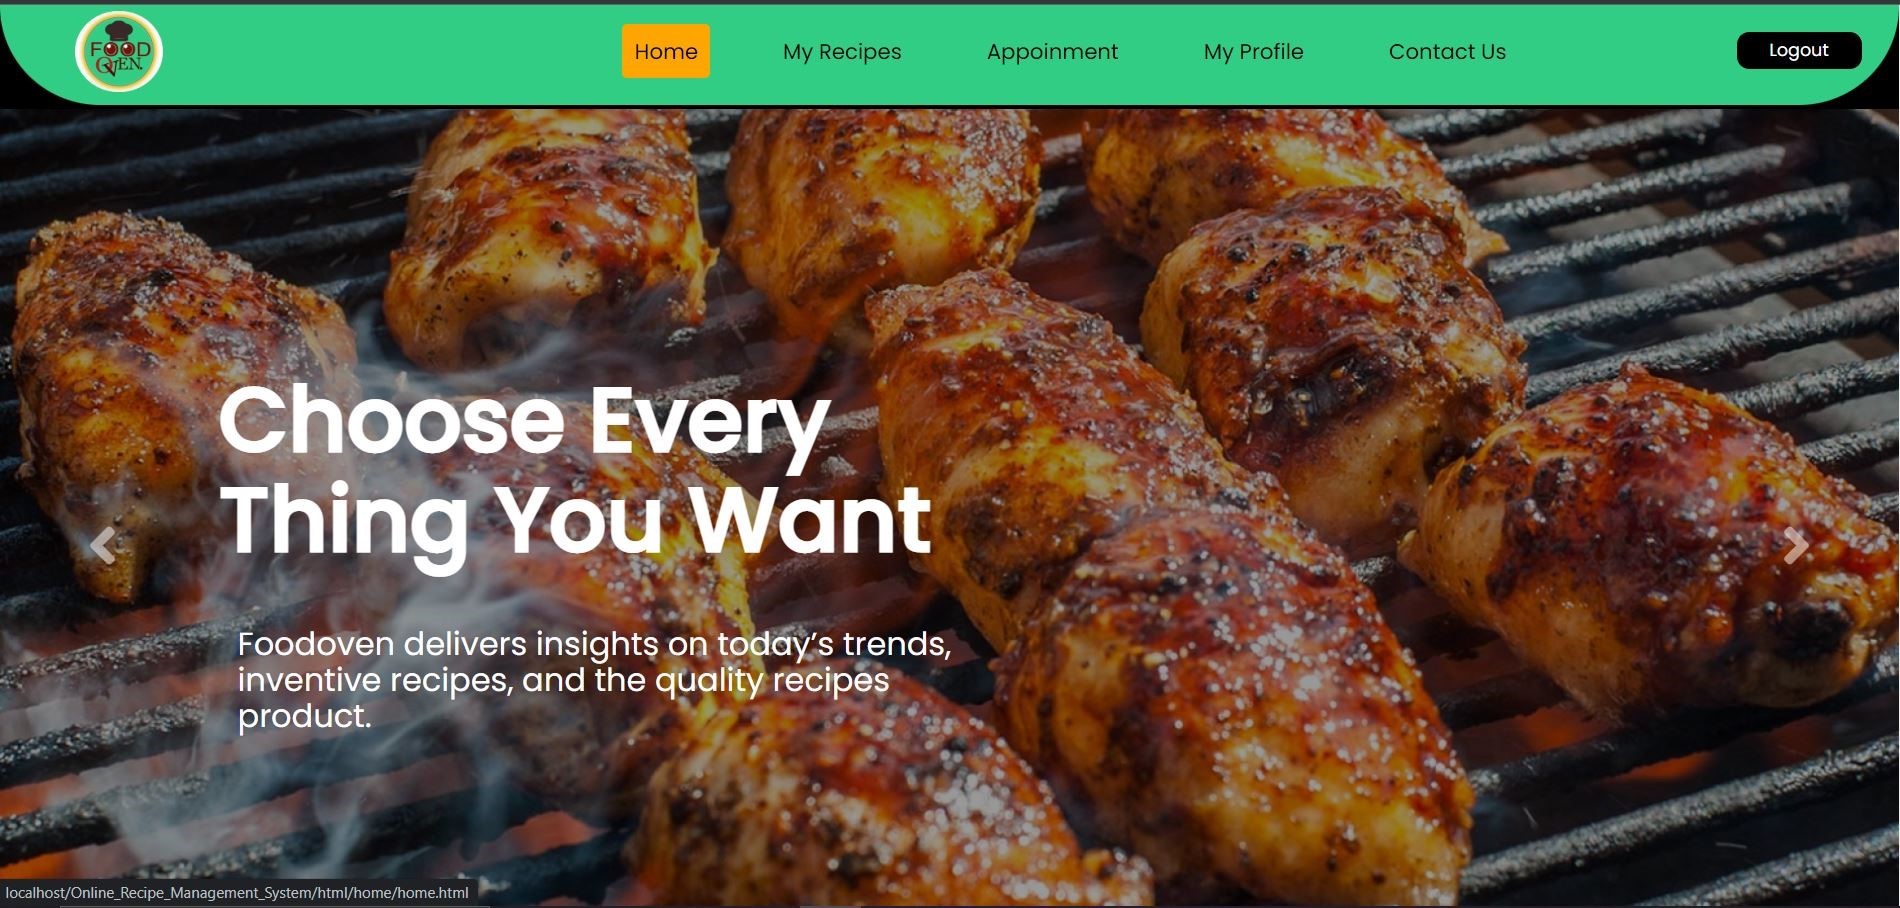 FOOD
OVEN.
Home
My Recipes
Appoinment
My Profile
Contact Us
Logout
Choose Every
Thing You Want
Foodoven delivers insights on today’s trends,
inventive recipes, and the quality recipes
product.
localhost/Online_Recipe_Management_System/html/home/home.html